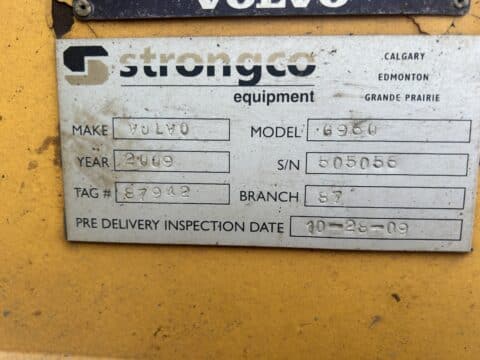 VOLVO
strongco
equipment
CALGARY
EDMONTON
GRANDE PRAIRIE
MAKE VOLVO MODEL G960
YEAR 2009 S/N 505056
TAG # 87942 BRANCH 87
PRE DELIVERY INSPECTION DATE 10-28-09